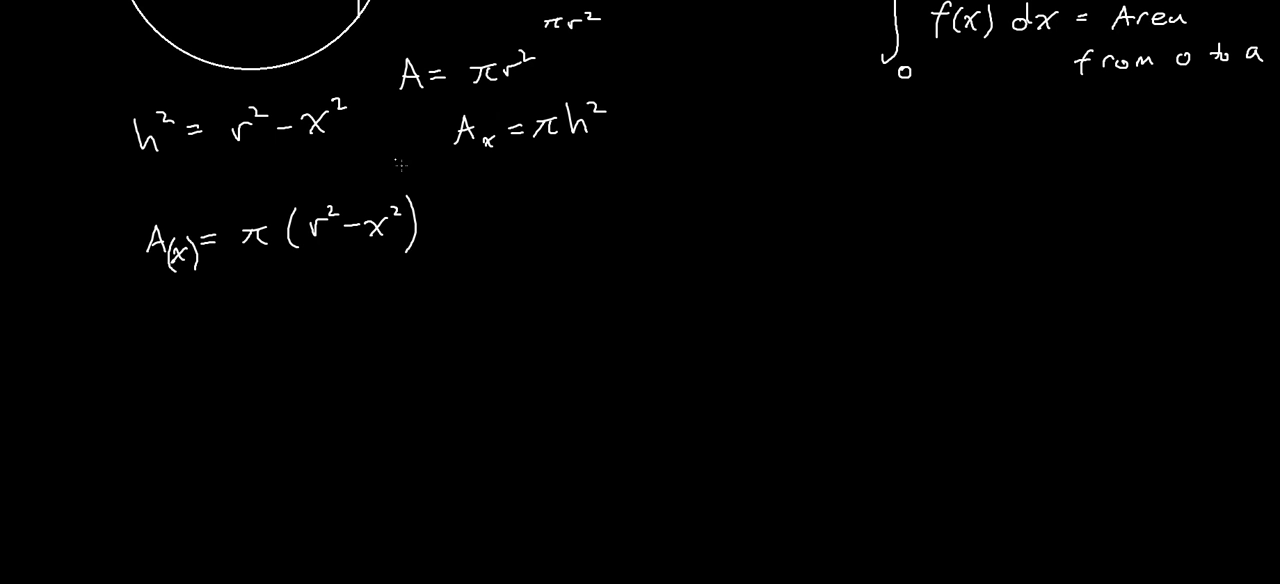 πr²
A = πr²
h² = r² - x²
Aₓ = πh²
A(x) = π (r² - x²)
∫₀ f(x) dx = Area
from 0 to a